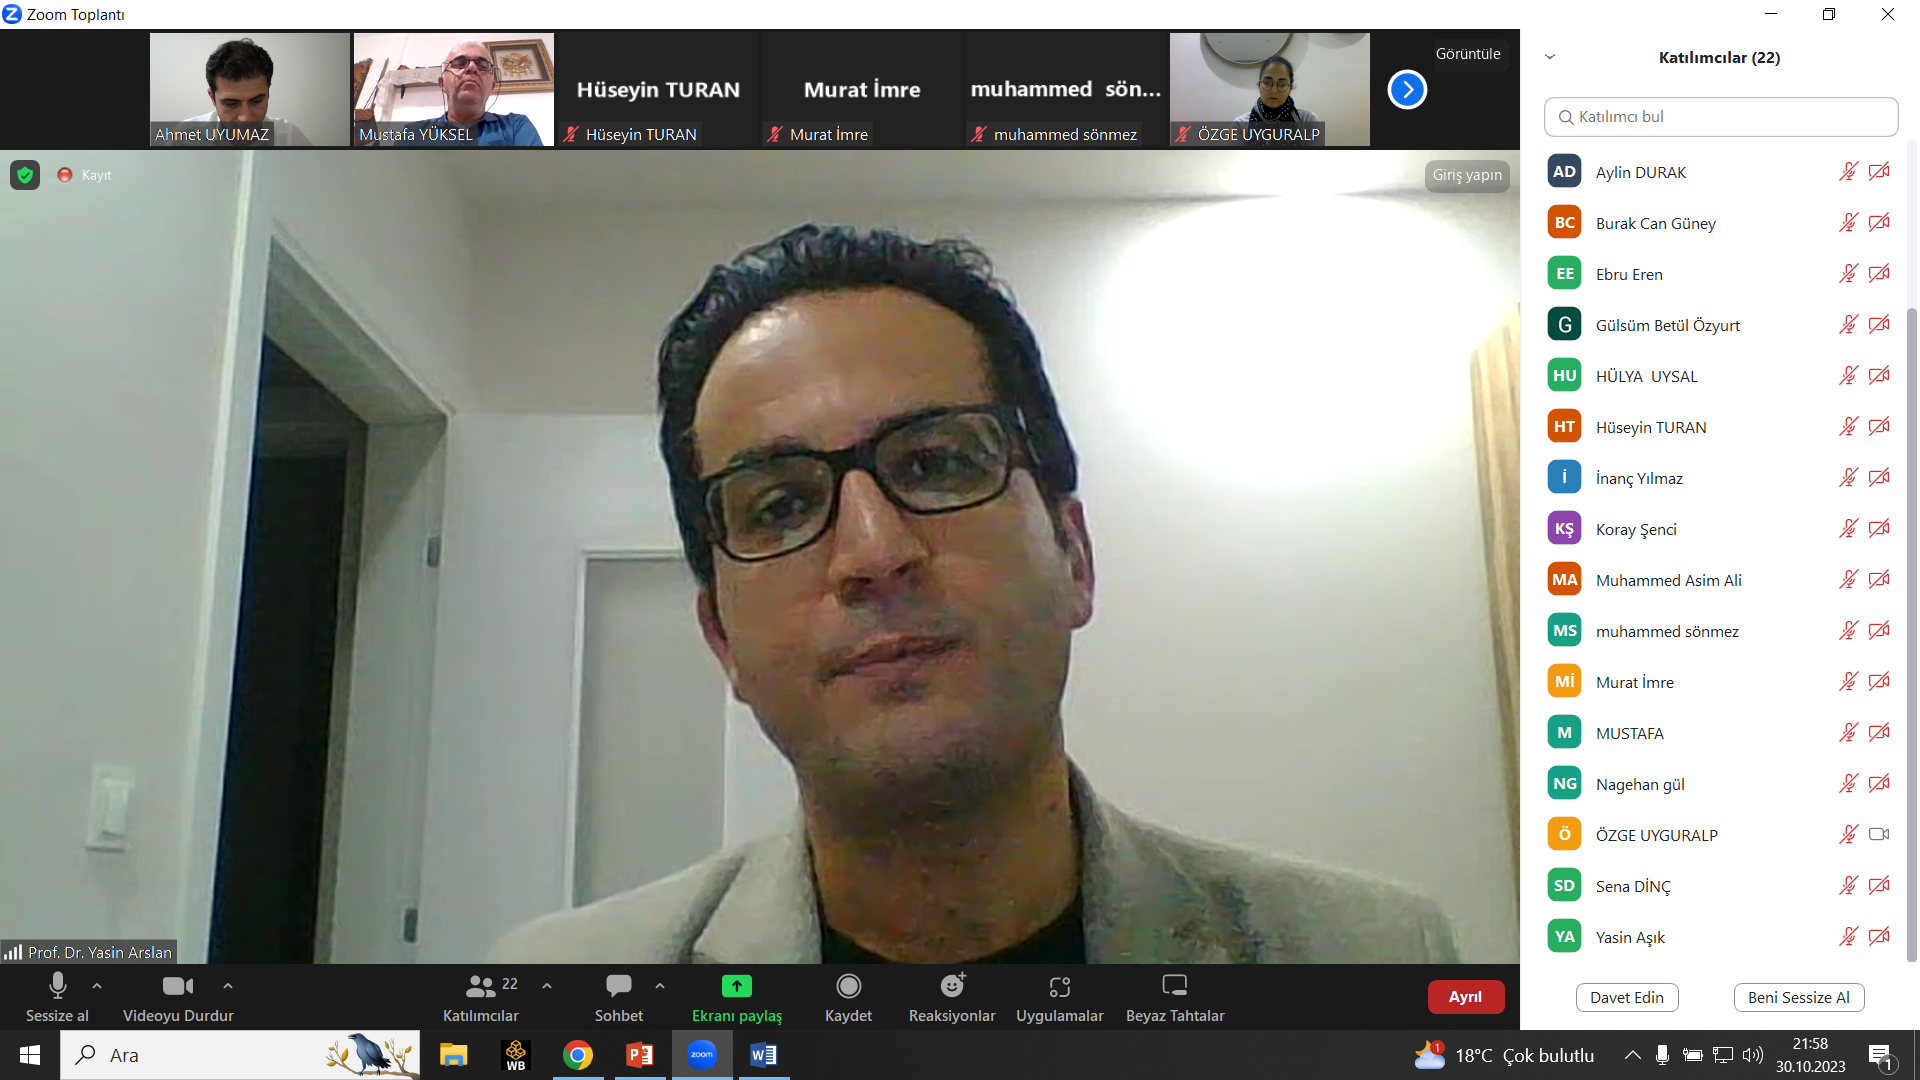 Zoom Toplantı
Ahmet UYUMAZ
Mustafa YÜKSEL
Hüseyin TURAN
Hüseyin TURAN
Murat İmre
Murat İmre
muhammed sön...
muhammed sönmez
ÖZGE UYGURALP
Görüntüle
Kayıt
Giriş yapın
Prof. Dr. Yasin Arslan
Katılımcılar (22)
Katılımcı bul
AD Aylin DURAK
BC Burak Can Güney
EE Ebru Eren
G Gülsüm Betül Özyurt
HU HÜLYA UYSAL
HT Hüseyin TURAN
İ İnanç Yılmaz
KŞ Koray Şenci
MA Muhammed Asim Ali
MS muhammed sönmez
Mİ Murat İmre
M MUSTAFA
NG Nagehan gül
Ö ÖZGE UYGURALP
SD Sena DİNÇ
YA Yasin Aşık
Davet Edin
Beni Sessize Al
Sessize al
Videoyu Durdur
22
Katılımcılar
Sohbet
Ekranı paylaş
Kaydet
Reaksiyonlar
Uygulamalar
Beyaz Tahtalar
Ayrıl
Ara
WB
zoom
1
18°C Çok bulutlu
21:58
30.10.2023
1